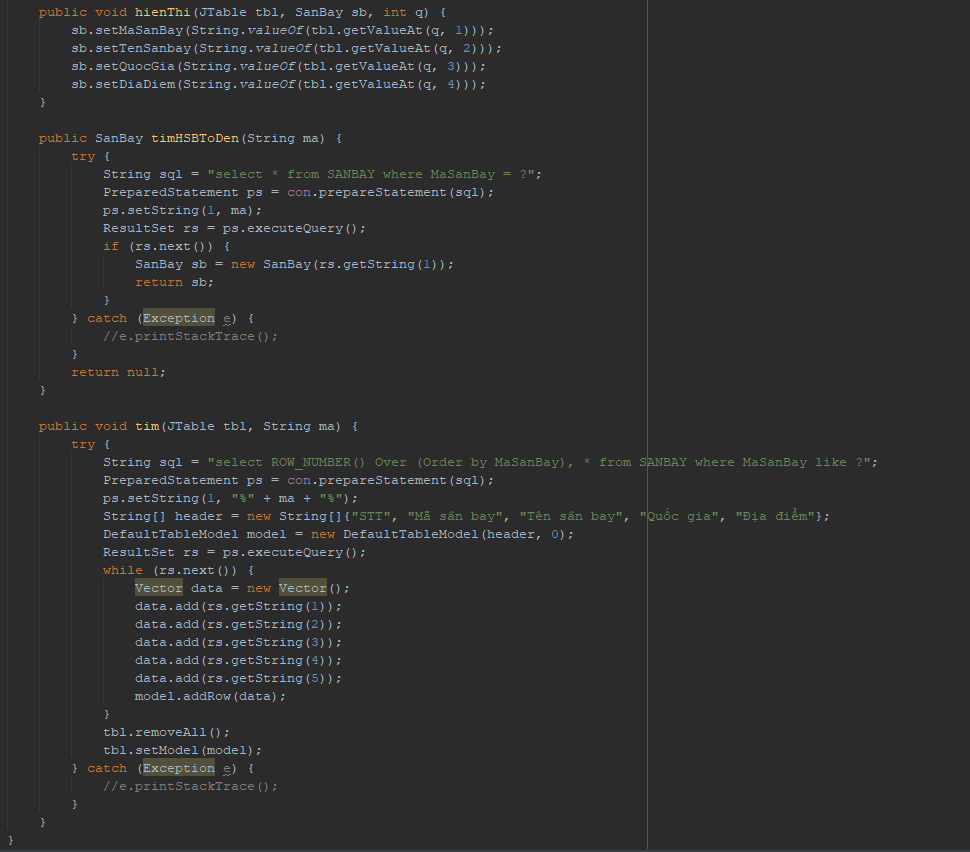 public void hienThi(JTable tbl, SanBay sb, int q) {
sb.setMaSanBay(String.valueOf(tbl.getValueAt(q, 1)));
sb.setTenSanbay(String.valueOf(tbl.getValueAt(q, 2)));
sb.setQuocGia(String.valueOf(tbl.getValueAt(q, 3)));
sb.setDiaDiem(String.valueOf(tbl.getValueAt(q, 4)));
}
public SanBay timHSBToDen(String ma) {
try {
String sql = "select * from SANBAY where MaSanBay = ?";
PreparedStatement ps = con.prepareStatement(sql);
ps.setString(1, ma);
ResultSet rs = ps.executeQuery();
if (rs.next()) {
SanBay sb = new SanBay(rs.getString(1));
return sb;
}
} catch (Exception e) {
//e.printStackTrace();
}
return null;
}
public void tim(JTable tbl, String ma) {
try {
String sql = "select ROW_NUMBER() Over (Order by MaSanBay), * from SANBAY where MaSanBay like ?";
PreparedStatement ps = con.prepareStatement(sql);
ps.setString(1, "%" + ma + "%");
String[] header = new String[]{"STT", "Mã sân bay", "Tên sân bay", "Quốc gia", "Địa điểm"};
DefaultTableModel model = new DefaultTableModel(header, 0);
ResultSet rs = ps.executeQuery();
while (rs.next()) {
Vector data = new Vector();
data.add(rs.getString(1));
data.add(rs.getString(2));
data.add(rs.getString(3));
data.add(rs.getString(4));
data.add(rs.getString(5));
model.addRow(data);
}
tbl.removeAll();
tbl.setModel(model);
} catch (Exception e) {
//e.printStackTrace();
}
}
}